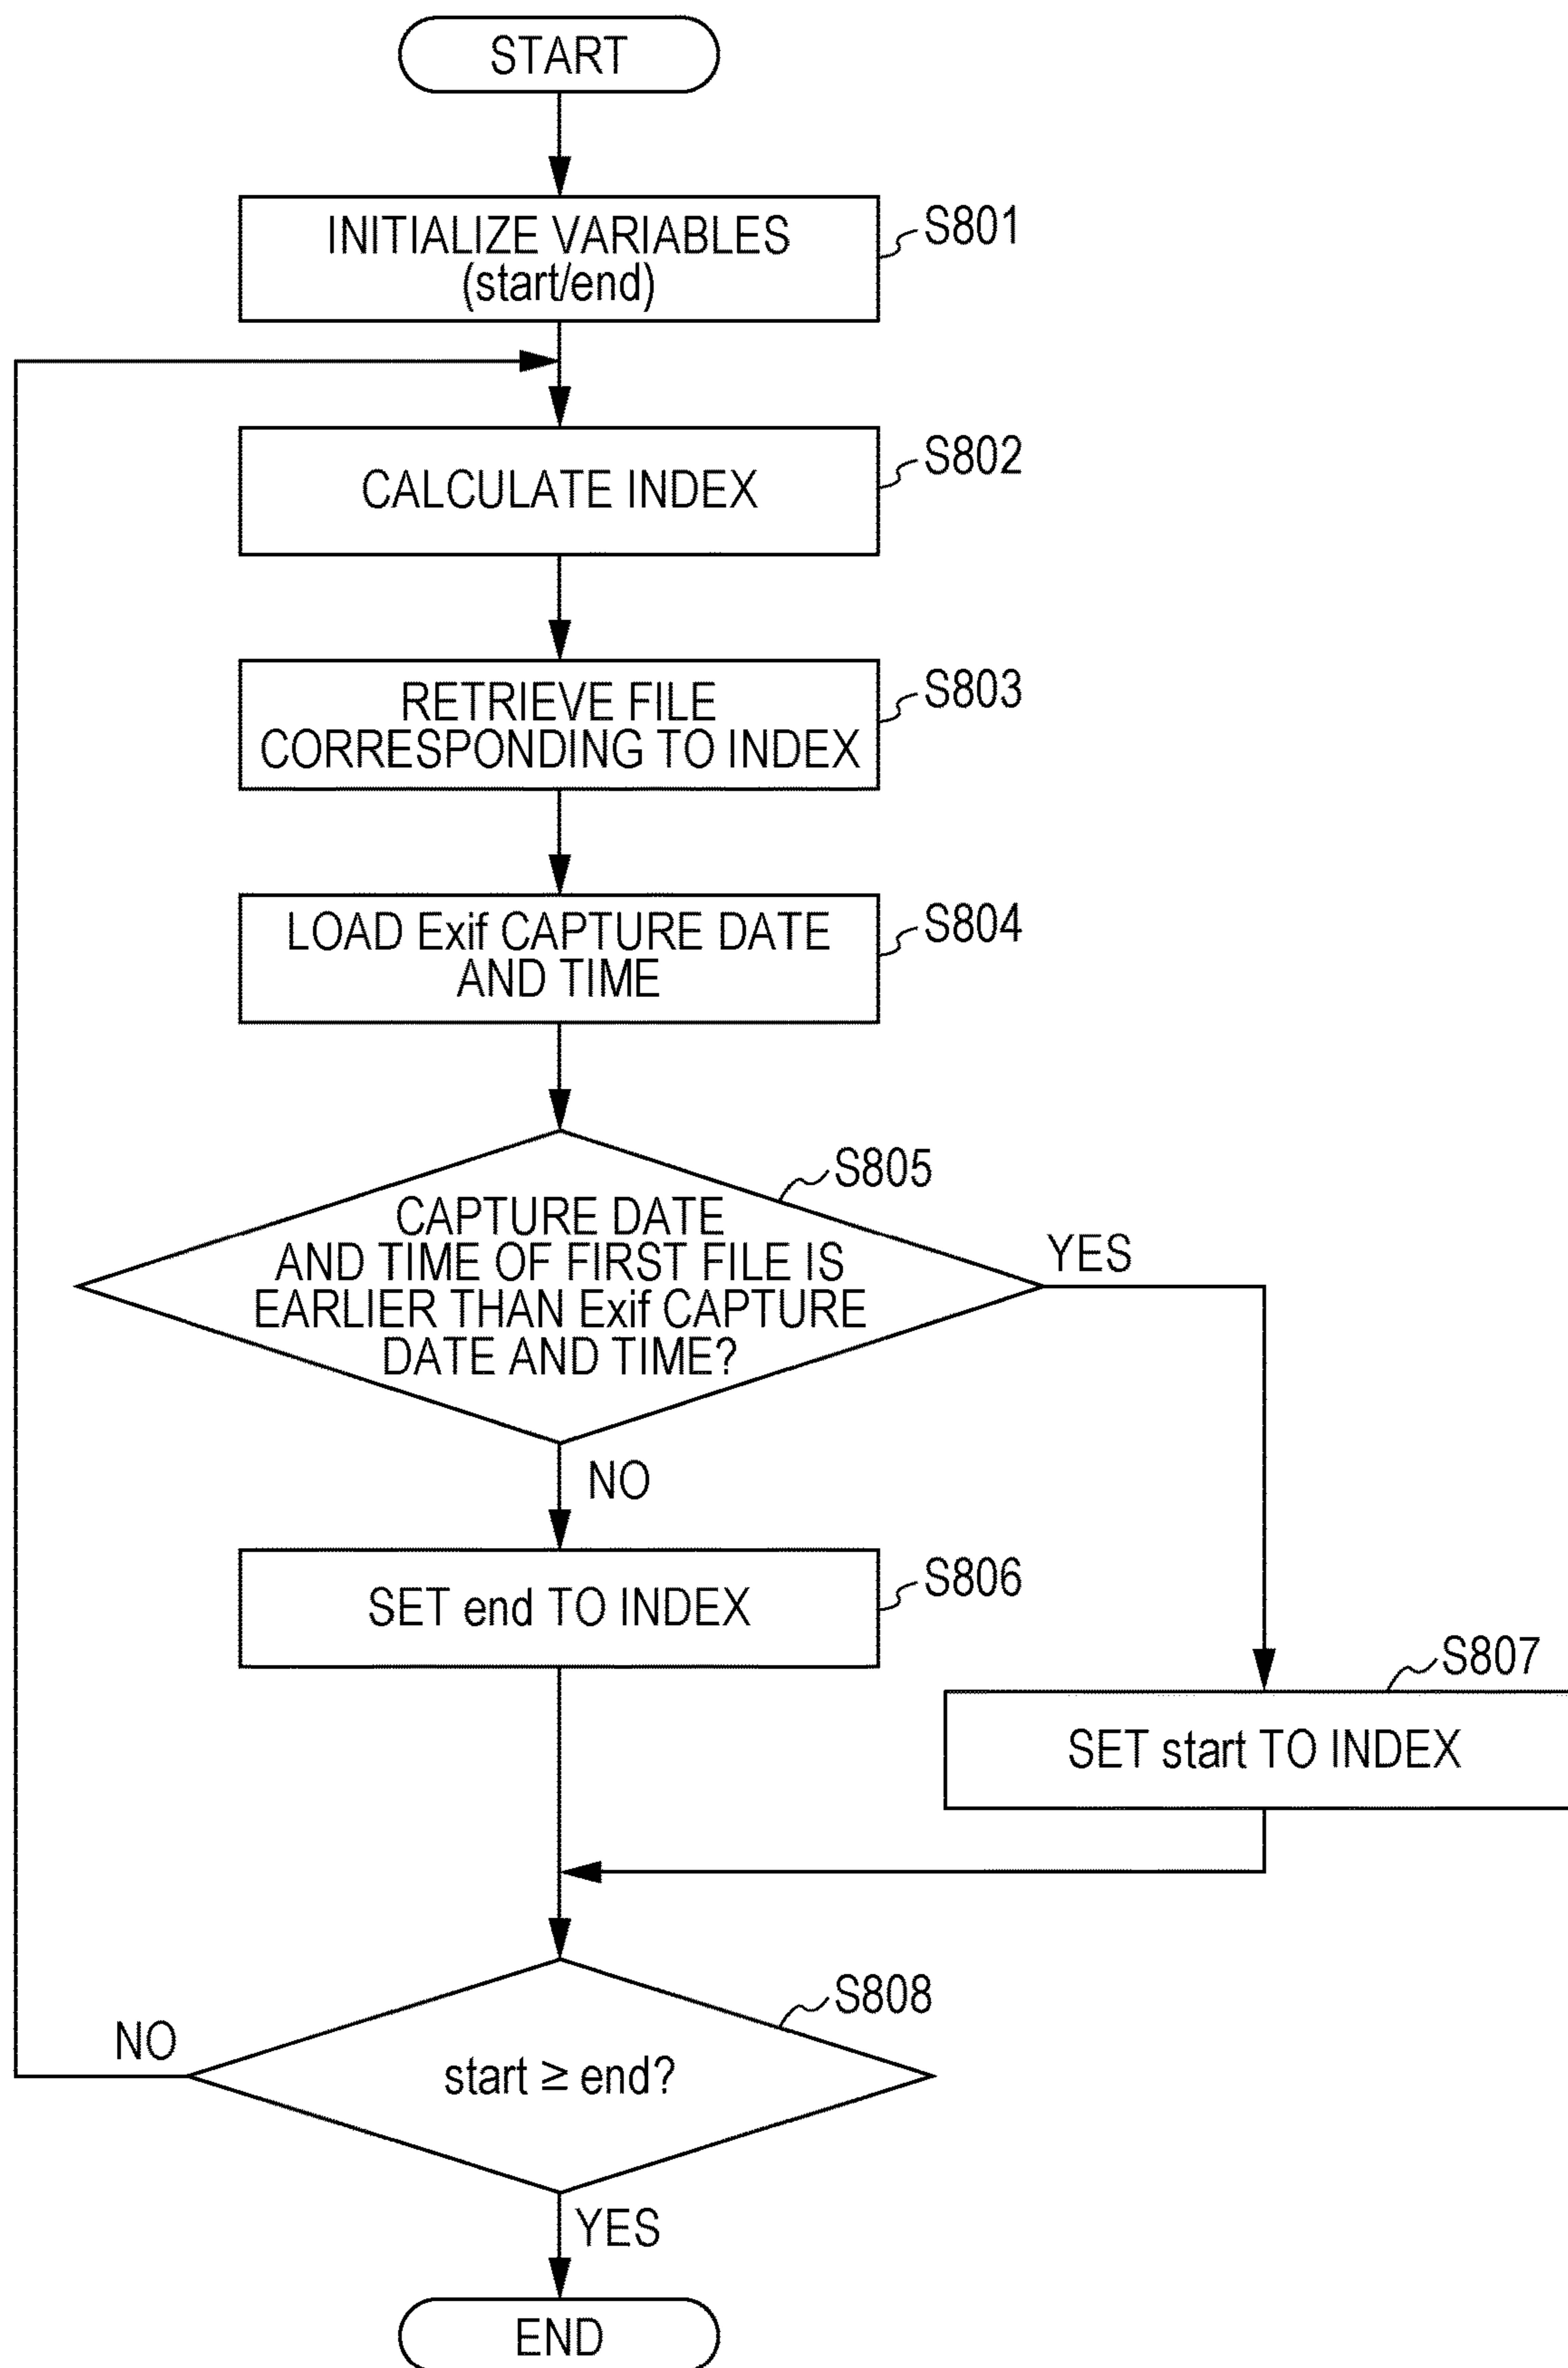 START
INITIALIZE VARIABLES
(start/end)
S801
CALCULATE INDEX
S802
RETRIEVE FILE
CORRESPONDING TO INDEX
S803
LOAD Exif CAPTURE DATE
AND TIME
S804
S805
CAPTURE DATE
AND TIME OF FIRST FILE IS
EARLIER THAN Exif CAPTURE
DATE AND TIME?
YES
NO
SET end TO INDEX
S806
S807
SET start TO INDEX
S808
NO
start ≥ end?
YES
END